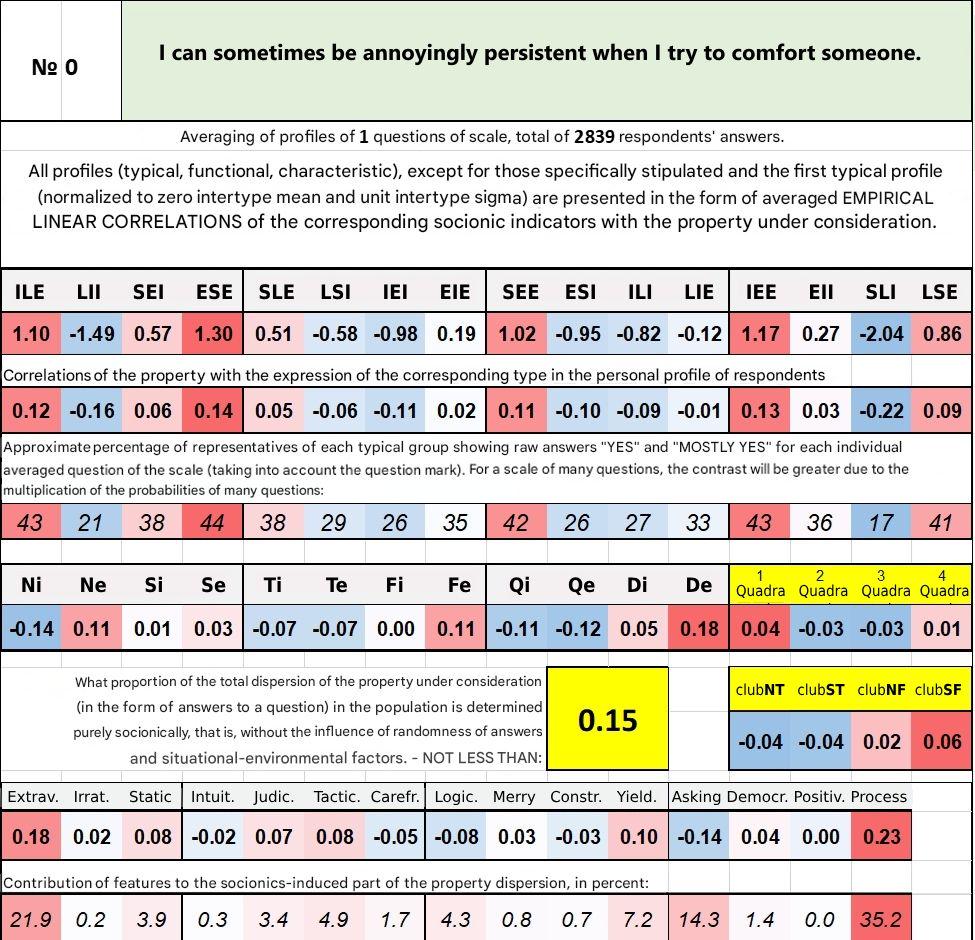 № 0
I can sometimes be annoyingly persistent when I try to comfort someone.
Averaging of profiles of 1 questions of scale, total of 2839 respondents' answers.
All profiles (typical, functional, characteristic), except for those specifically stipulated and the first typical profile
(normalized to zero intertype mean and unit intertype sigma) are presented in the form of averaged EMPIRICAL
LINEAR CORRELATIONS of the corresponding socionic indicators with the property under consideration.
ILE LII SEI ESE SLE LSI IEI EIE SEE ESI ILI LIE IEE EII SLI LSE
1.10 -1.49 0.57 1.30 0.51 -0.58 -0.98 0.19 1.02 -0.95 -0.82 -0.12 1.17 0.27 -2.04 0.86
Correlations of the property with the expression of the corresponding type in the personal profile of respondents
0.12 -0.16 0.06 0.14 0.05 -0.06 -0.11 0.02 0.11 -0.10 -0.09 -0.01 0.13 0.03 -0.22 0.09
Approximate percentage of representatives of each typical group showing raw answers "YES" and "MOSTLY YES" for each individual
averaged question of the scale (taking into account the question mark). For a scale of many questions, the contrast will be greater due to the
multiplication of the probabilities of many questions:
43 21 38 44 38 29 26 35 42 26 27 33 43 36 17 41
Ni Ne Si Se Ti Te Fi Fe Qi Qe Di De 1 Quadra 2 Quadra 3 Quadra 4 Quadra
-0.14 0.11 0.01 0.03 -0.07 -0.07 0.00 0.11 -0.11 -0.12 0.05 0.18 0.04 -0.03 -0.03 0.01
What proportion of the total dispersion of the property under consideration
(in the form of answers to a question) in the population is determined
purely socionically, that is, without the influence of randomness of answers
and situational-environmental factors. - NOT LESS THAN:
0.15
clubNT clubST clubNF clubSF
-0.04 -0.04 0.02 0.06
Extrav. Irrat. Static Intuit. Judic. Tactic. Carefr. Logic. Merry Constr. Yield. Asking Democr. Positiv. Process
0.18 0.02 0.08 -0.02 0.07 0.08 -0.05 -0.08 0.03 -0.03 0.10 -0.14 0.04 0.00 0.23
Contribution of features to the socionics-induced part of the property dispersion, in percent:
21.9 0.2 3.9 0.3 3.4 4.9 1.7 4.3 0.8 0.7 7.2 14.3 1.4 0.0 35.2